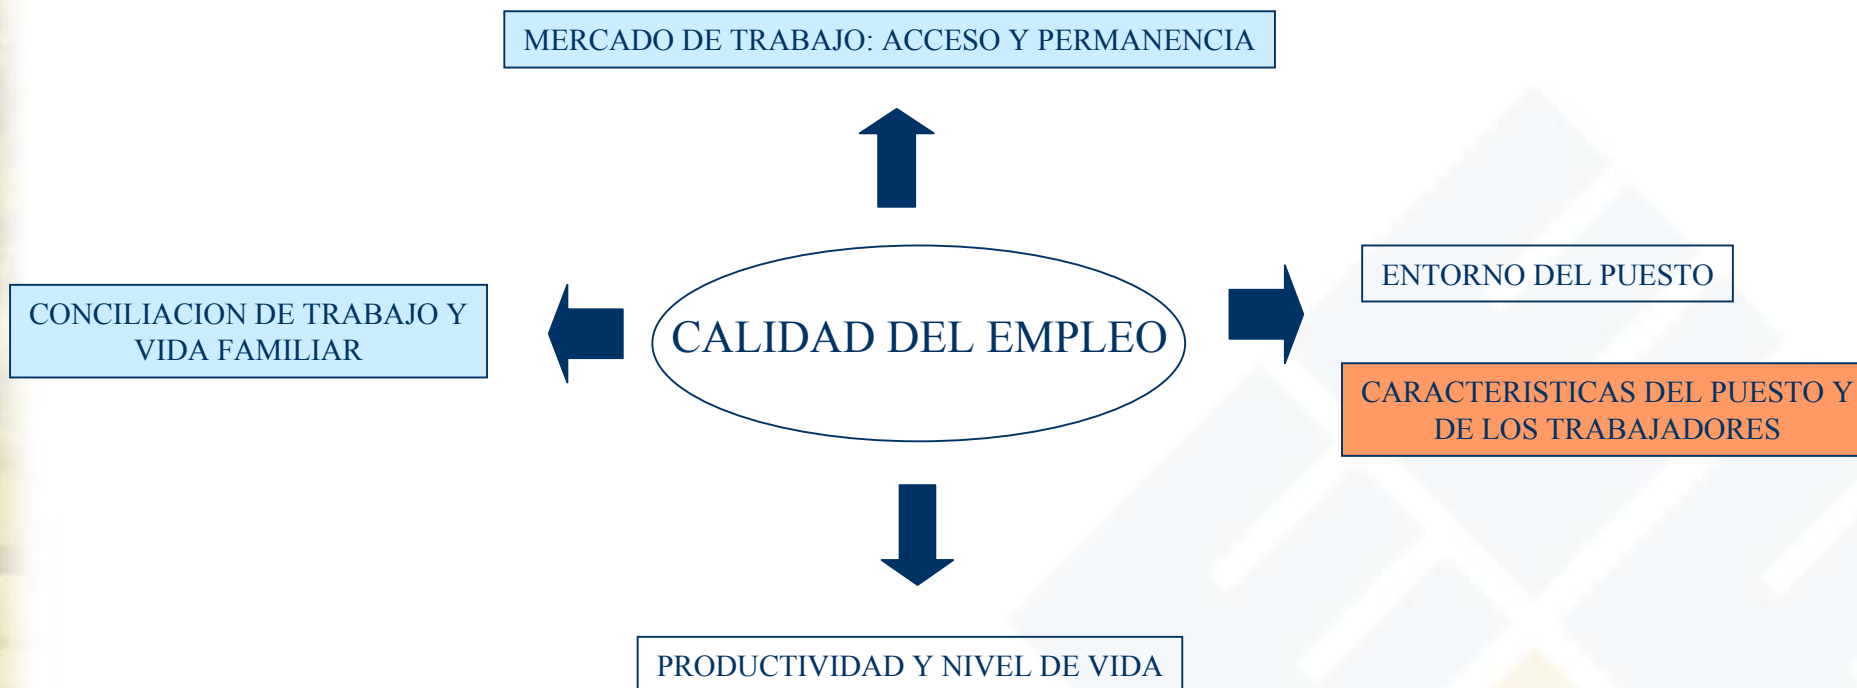 MERCADO DE TRABAJO: ACCESO Y PERMANENCIA
ENTORNO DEL PUESTO
CONCILIACION DE TRABAJO Y
VIDA FAMILIAR
CALIDAD DEL EMPLEO
CARACTERISTICAS DEL PUESTO Y
DE LOS TRABAJADORES
PRODUCTIVIDAD Y NIVEL DE VIDA